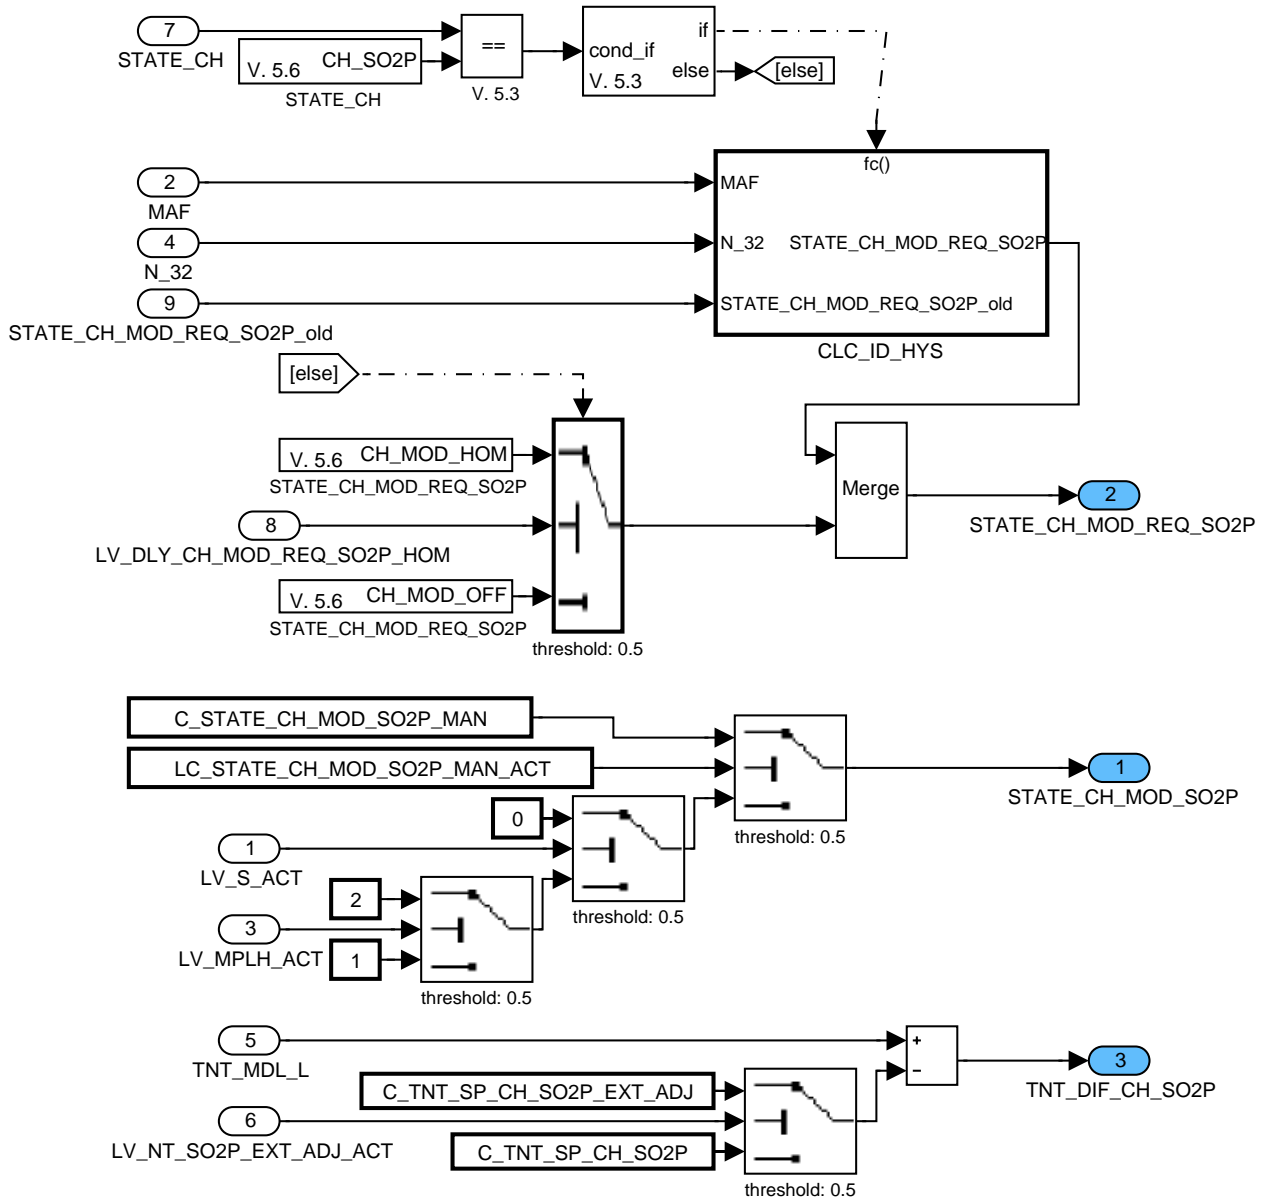 7
STATE_CH
V. 5.6 CH_SO2P
STATE_CH
==
V. 5.3
cond_if
V. 5.3
if
else
[else]
fc()
2
MAF
MAF
4
N_32
N_32
STATE_CH_MOD_REQ_SO2P
9
STATE_CH_MOD_REQ_SO2P_old
STATE_CH_MOD_REQ_SO2P_old
CLC_ID_HYS
[else]
V. 5.6 CH_MOD_HOM
STATE_CH_MOD_REQ_SO2P
8
LV_DLY_CH_MOD_REQ_SO2P_HOM
V. 5.6 CH_MOD_OFF
STATE_CH_MOD_REQ_SO2P
threshold: 0.5
Merge
2
STATE_CH_MOD_REQ_SO2P
C_STATE_CH_MOD_SO2P_MAN
LC_STATE_CH_MOD_SO2P_MAN_ACT
threshold: 0.5
1
STATE_CH_MOD_SO2P
0
1
LV_S_ACT
threshold: 0.5
2
3
LV_MPLH_ACT
1
threshold: 0.5
5
TNT_MDL_L
+
−
3
TNT_DIF_CH_SO2P
C_TNT_SP_CH_SO2P_EXT_ADJ
6
LV_NT_SO2P_EXT_ADJ_ACT
C_TNT_SP_CH_SO2P
threshold: 0.5